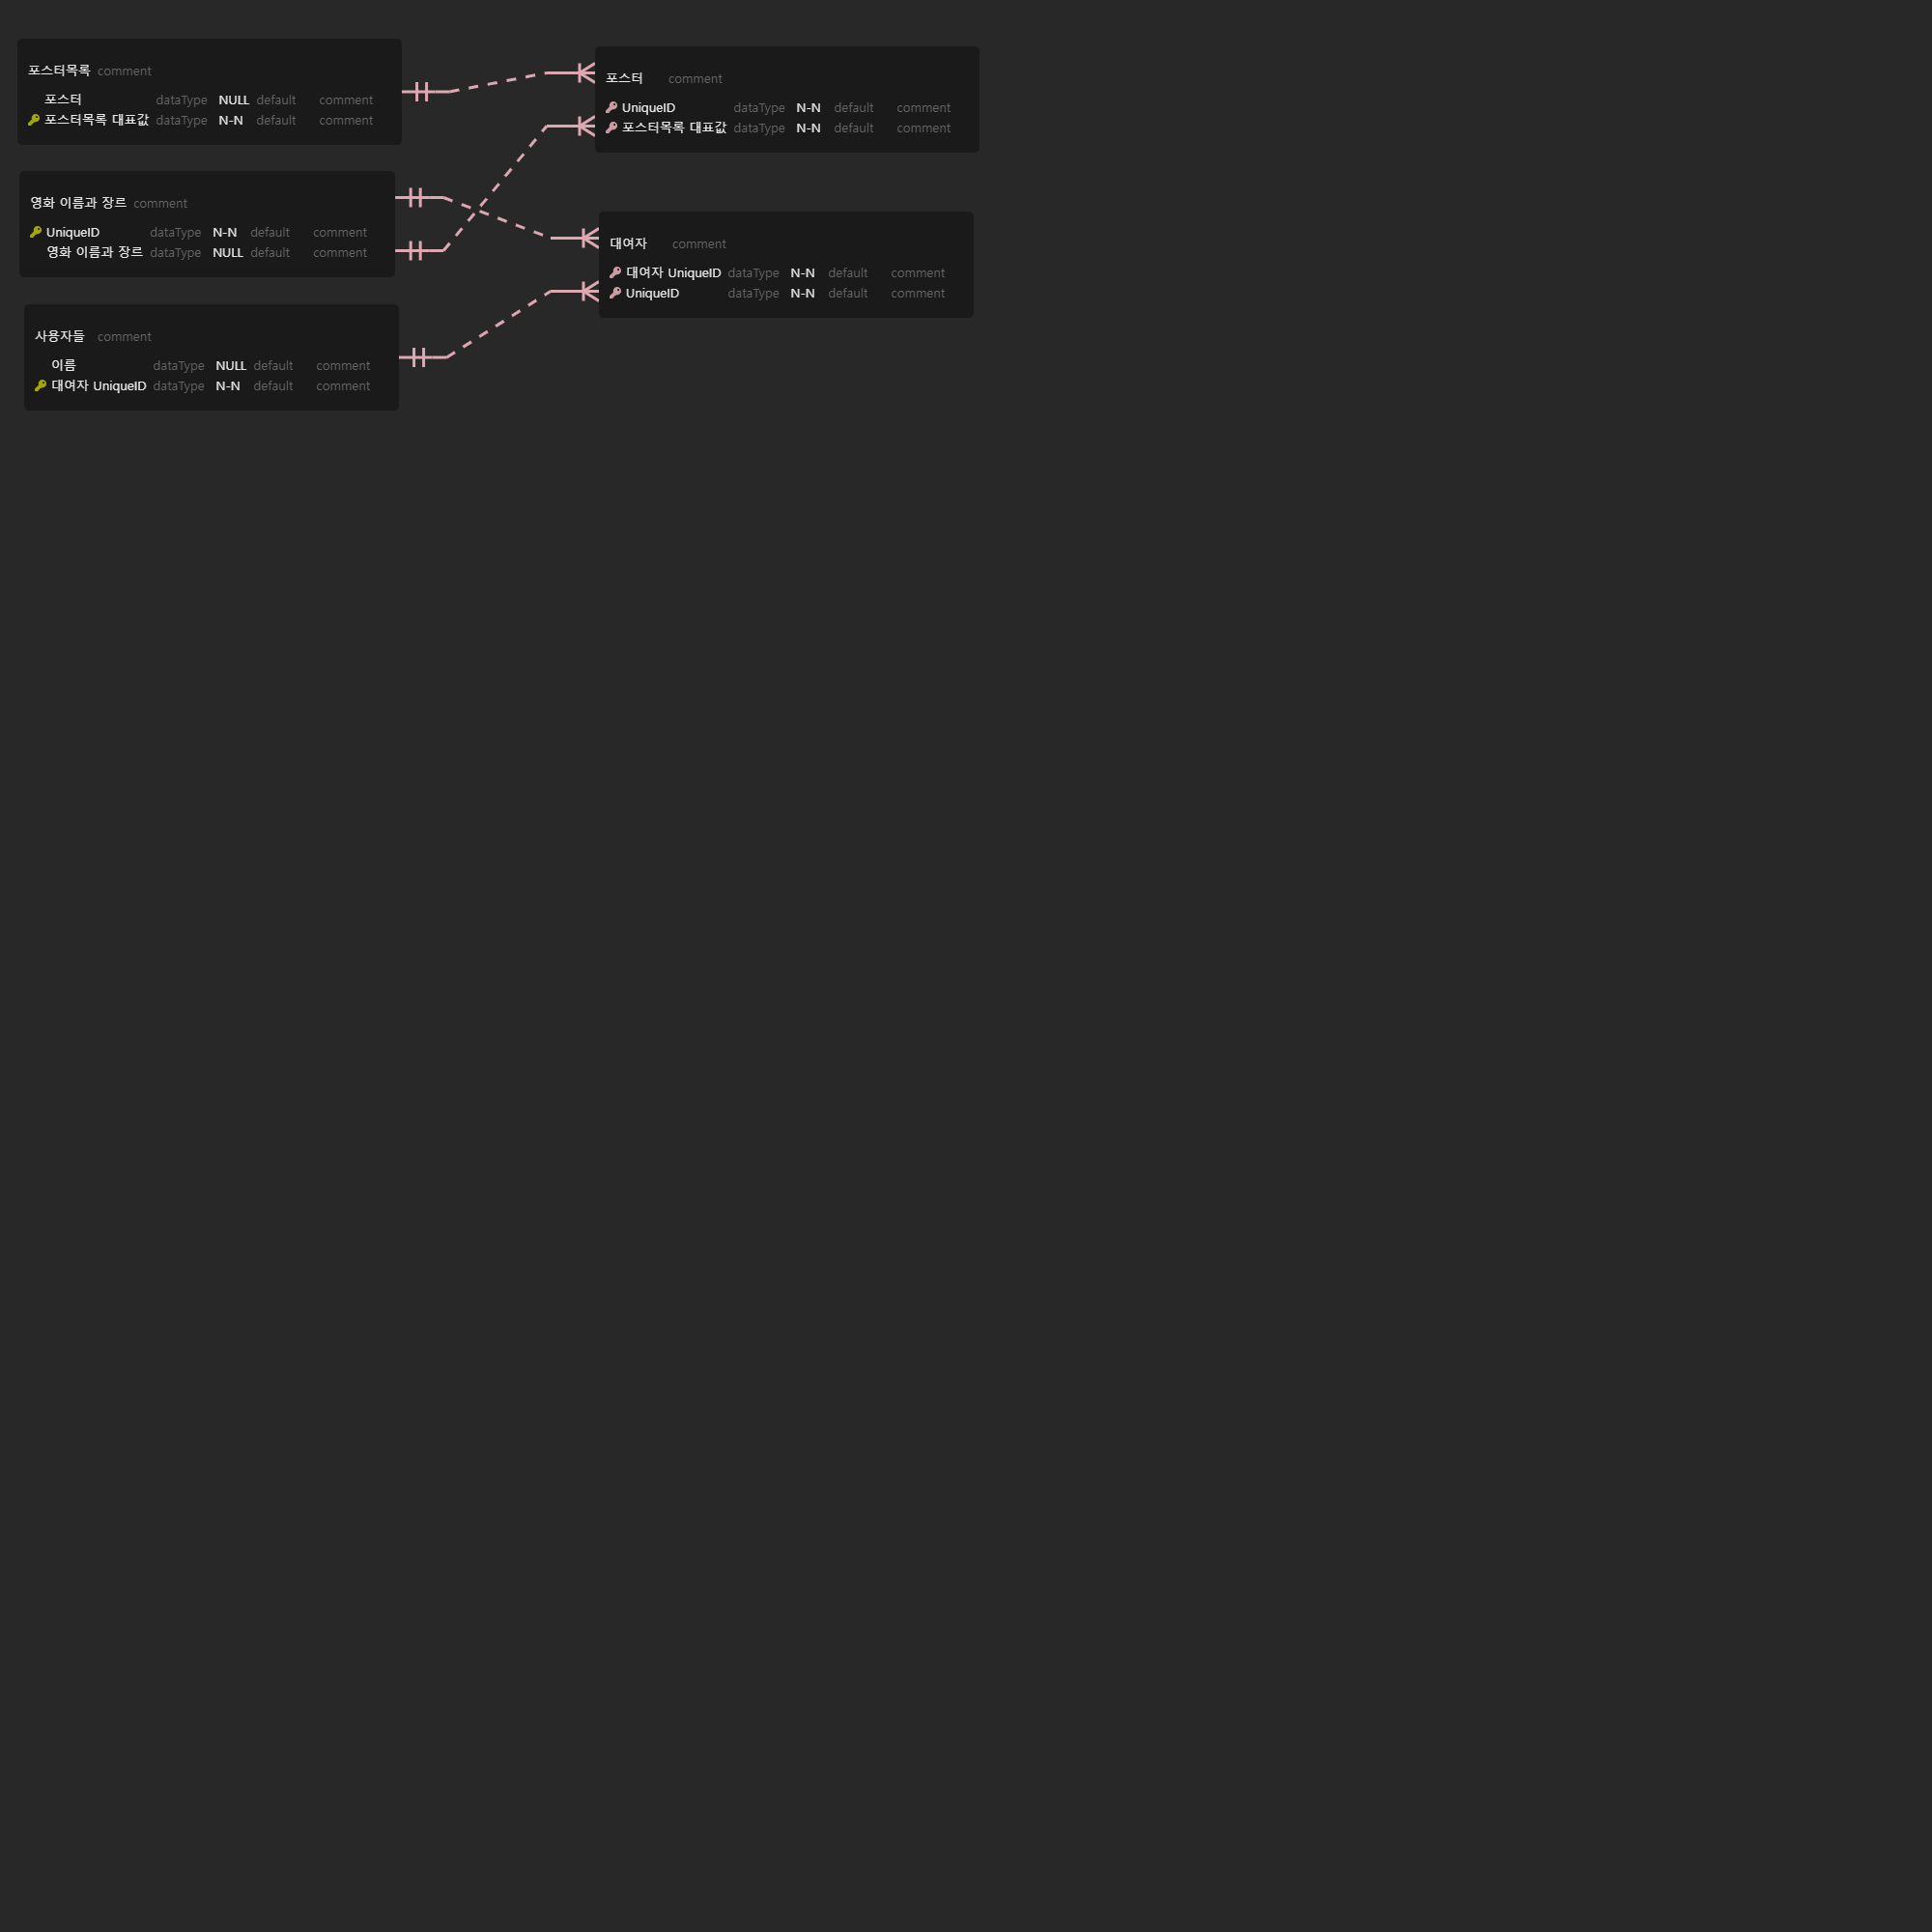 포스터목록 comment
포스터 dataType NULL default comment
포스터목록 대표값 dataType N-N default comment
영화 이름과 장르 comment
UniqueID dataType N-N default comment
영화 이름과 장르 dataType NULL default comment
사용자들 comment
이름 dataType NULL default comment
대여자 UniqueID dataType N-N default comment
포스터 comment
UniqueID dataType N-N default comment
포스터목록 대표값 dataType N-N default comment
대여자 comment
대여자 UniqueID dataType N-N default comment
UniqueID dataType N-N default comment